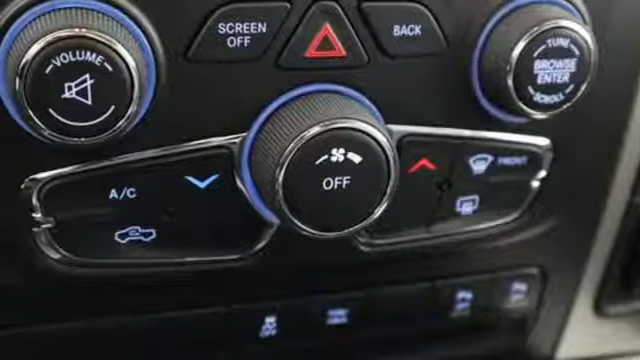 SCREEN
OFF
BACK
VOLUME
TUNE
BROWSE
ENTER
SCROLL
A/C
OFF
FRONT